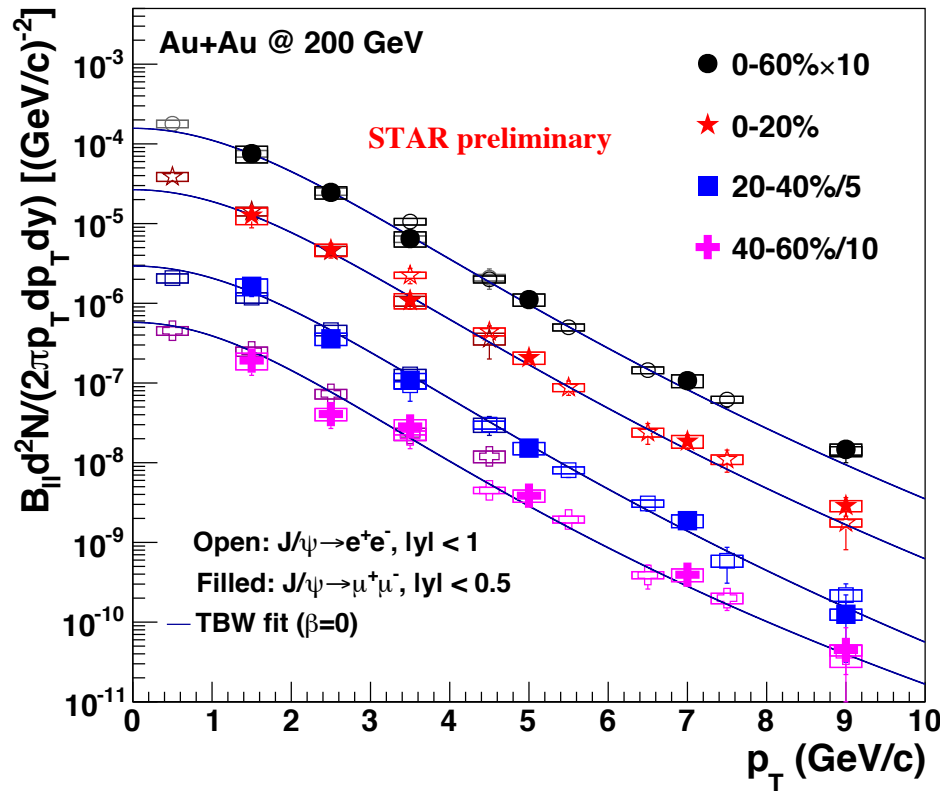 Au+Au @ 200 GeV
0-60%×10
0-20%
20-40%/5
40-60%/10
STAR preliminary
Open: J/ψ→e⁺e⁻, |y| < 1
Filled: J/ψ→μ⁺μ⁻, |y| < 0.5
TBW fit (β=0)
B_ll d²N/(2πp_T dp_T dy) [(GeV/c)⁻²]
10⁻³
10⁻⁴
10⁻⁵
10⁻⁶
10⁻⁷
10⁻⁸
10⁻⁹
10⁻¹⁰
10⁻¹¹
0 1 2 3 4 5 6 7 8 9 10
p_T (GeV/c)